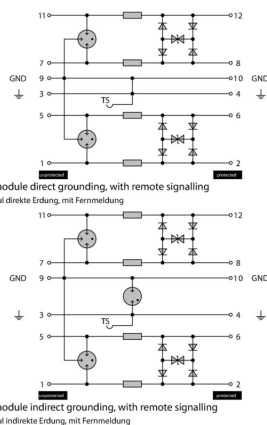 11 12
7 8
GND 9 10 GND
3 4
TS
5 6
1 2
unprotected protected
module direct grounding, with remote signalling
ul direkte Erdung, mit Fernmeldung
11 12
7 8
GND 9 10 GND
3 4
TS
5 6
1 2
unprotected protected
module indirect grounding, with remote signalling
ul indirekte Erdung, mit Fernmeldung